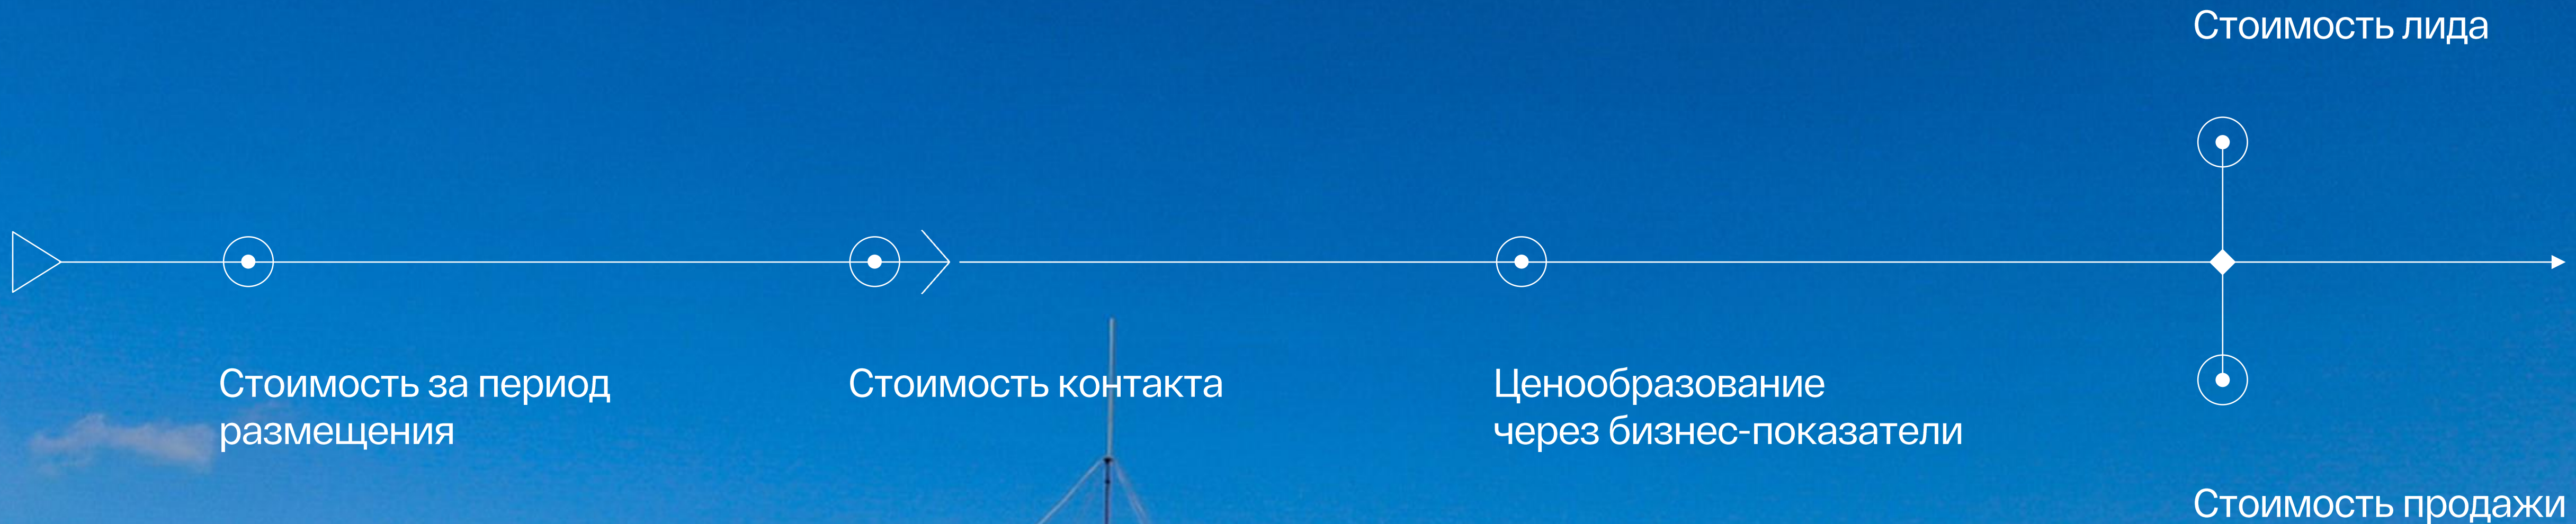 Стоимость лида
Стоимость за период
размещения
Стоимость контакта
Ценообразование
через бизнес-показатели
Стоимость продажи